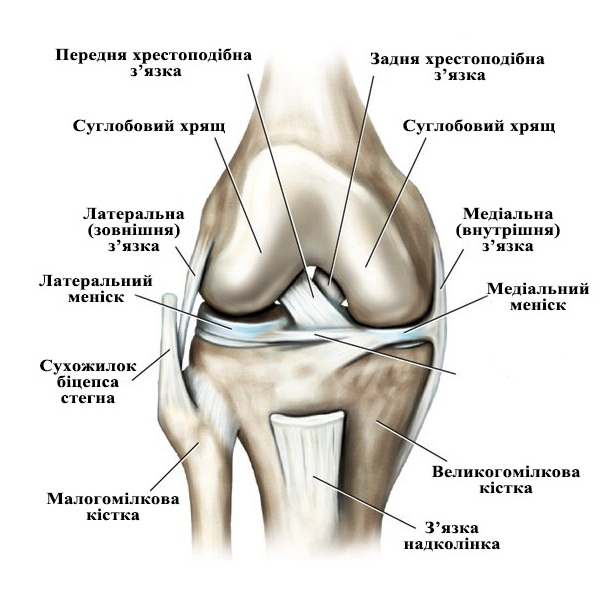 Передня хрестоподібна
з’язка
Задня хрестоподібна
з’язка
Суглобовий хрящ
Суглобовий хрящ
Латеральна
(зовнішня)
з’язка
Медіальна
(внутрішня)
з’язка
Латеральний
меніск
Медіальний
меніск
Сухожилок
біцепса
стегна
Великогомілкова
кістка
Малогомілкова
кістка
З’язка
надколінка